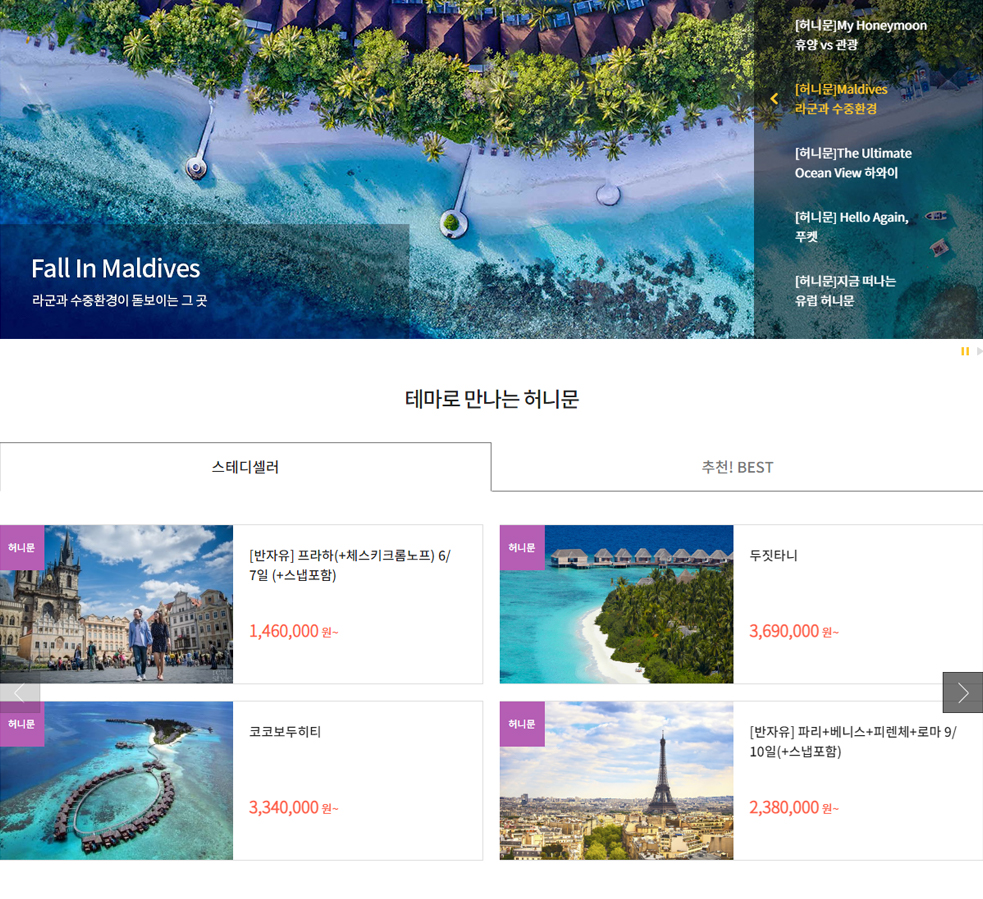 [허니문]My Honeymoon
휴양 vs 관광
[허니문]Maldives
라군과 수중환경
[허니문]The Ultimate
Ocean View 하와이
[허니문] Hello Again,
푸켓
[허니문]지금 떠나는
유럽 허니문
Fall In Maldives
라군과 수중환경이 돋보이는 그 곳
테마로 만나는 허니문
스테디셀러
추천! BEST
허니문
[반자유] 프라하(+체스키크롬노프) 6/
7일 (+스냅포함)
1,460,000 원~
허니문
두짓타니
3,690,000 원~
허니문
코코보두히티
3,340,000 원~
허니문
[반자유] 파리+베니스+피렌체+로마 9/
10일(+스냅포함)
2,380,000 원~